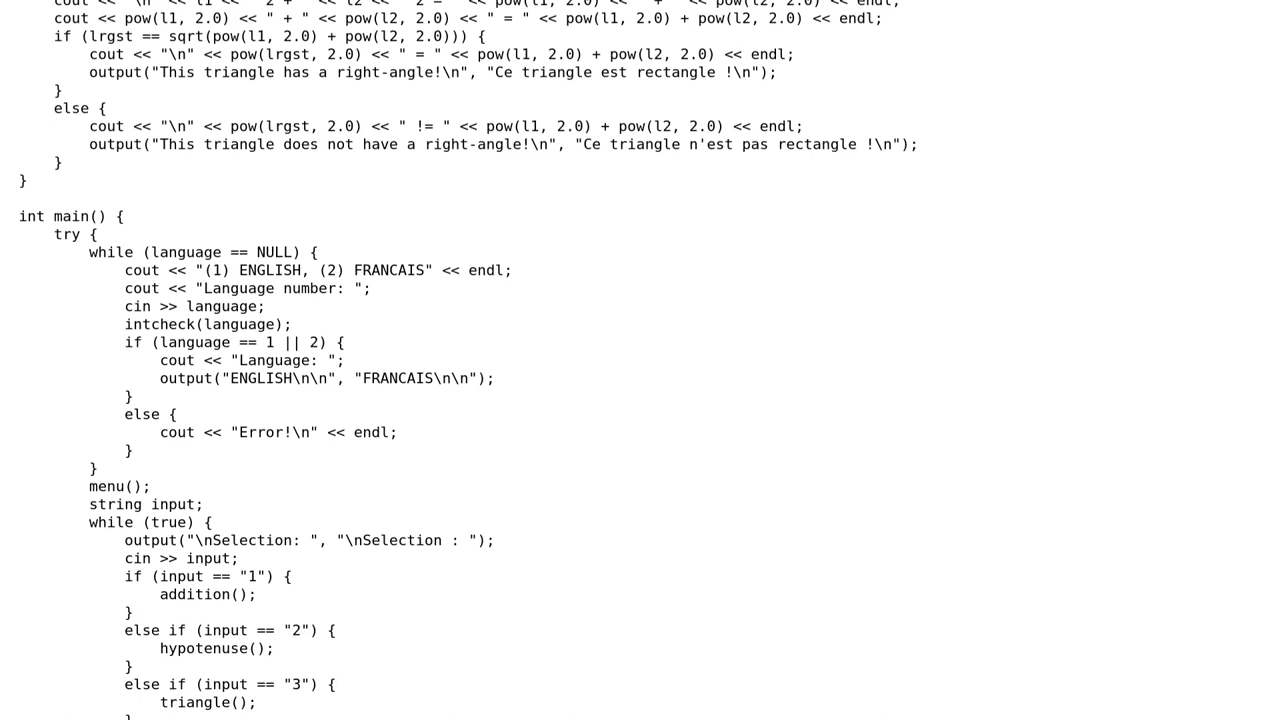 cout << pow(l1, 2.0) << " + " << pow(l2, 2.0) << " = " << pow(l1, 2.0) + pow(l2, 2.0) << endl;
if (lrgst == sqrt(pow(l1, 2.0) + pow(l2, 2.0))) {
cout << "\n" << pow(lrgst, 2.0) << " = " << pow(l1, 2.0) + pow(l2, 2.0) << endl;
output("This triangle has a right-angle!\n", "Ce triangle est rectangle !\n");
}
else {
cout << "\n" << pow(lrgst, 2.0) << " != " << pow(l1, 2.0) + pow(l2, 2.0) << endl;
output("This triangle does not have a right-angle!\n", "Ce triangle n'est pas rectangle !\n");
}
}
int main() {
try {
while (language == NULL) {
cout << "(1) ENGLISH, (2) FRANCAIS" << endl;
cout << "Language number: ";
cin >> language;
intcheck(language);
if (language == 1 || 2) {
cout << "Language: ";
output("ENGLISH\n\n", "FRANCAIS\n\n");
}
else {
cout << "Error!\n" << endl;
}
}
menu();
string input;
while (true) {
output("\nSelection: ", "\nSelection : ");
cin >> input;
if (input == "1") {
addition();
}
else if (input == "2") {
hypotenuse();
}
else if (input == "3") {
triangle();
}